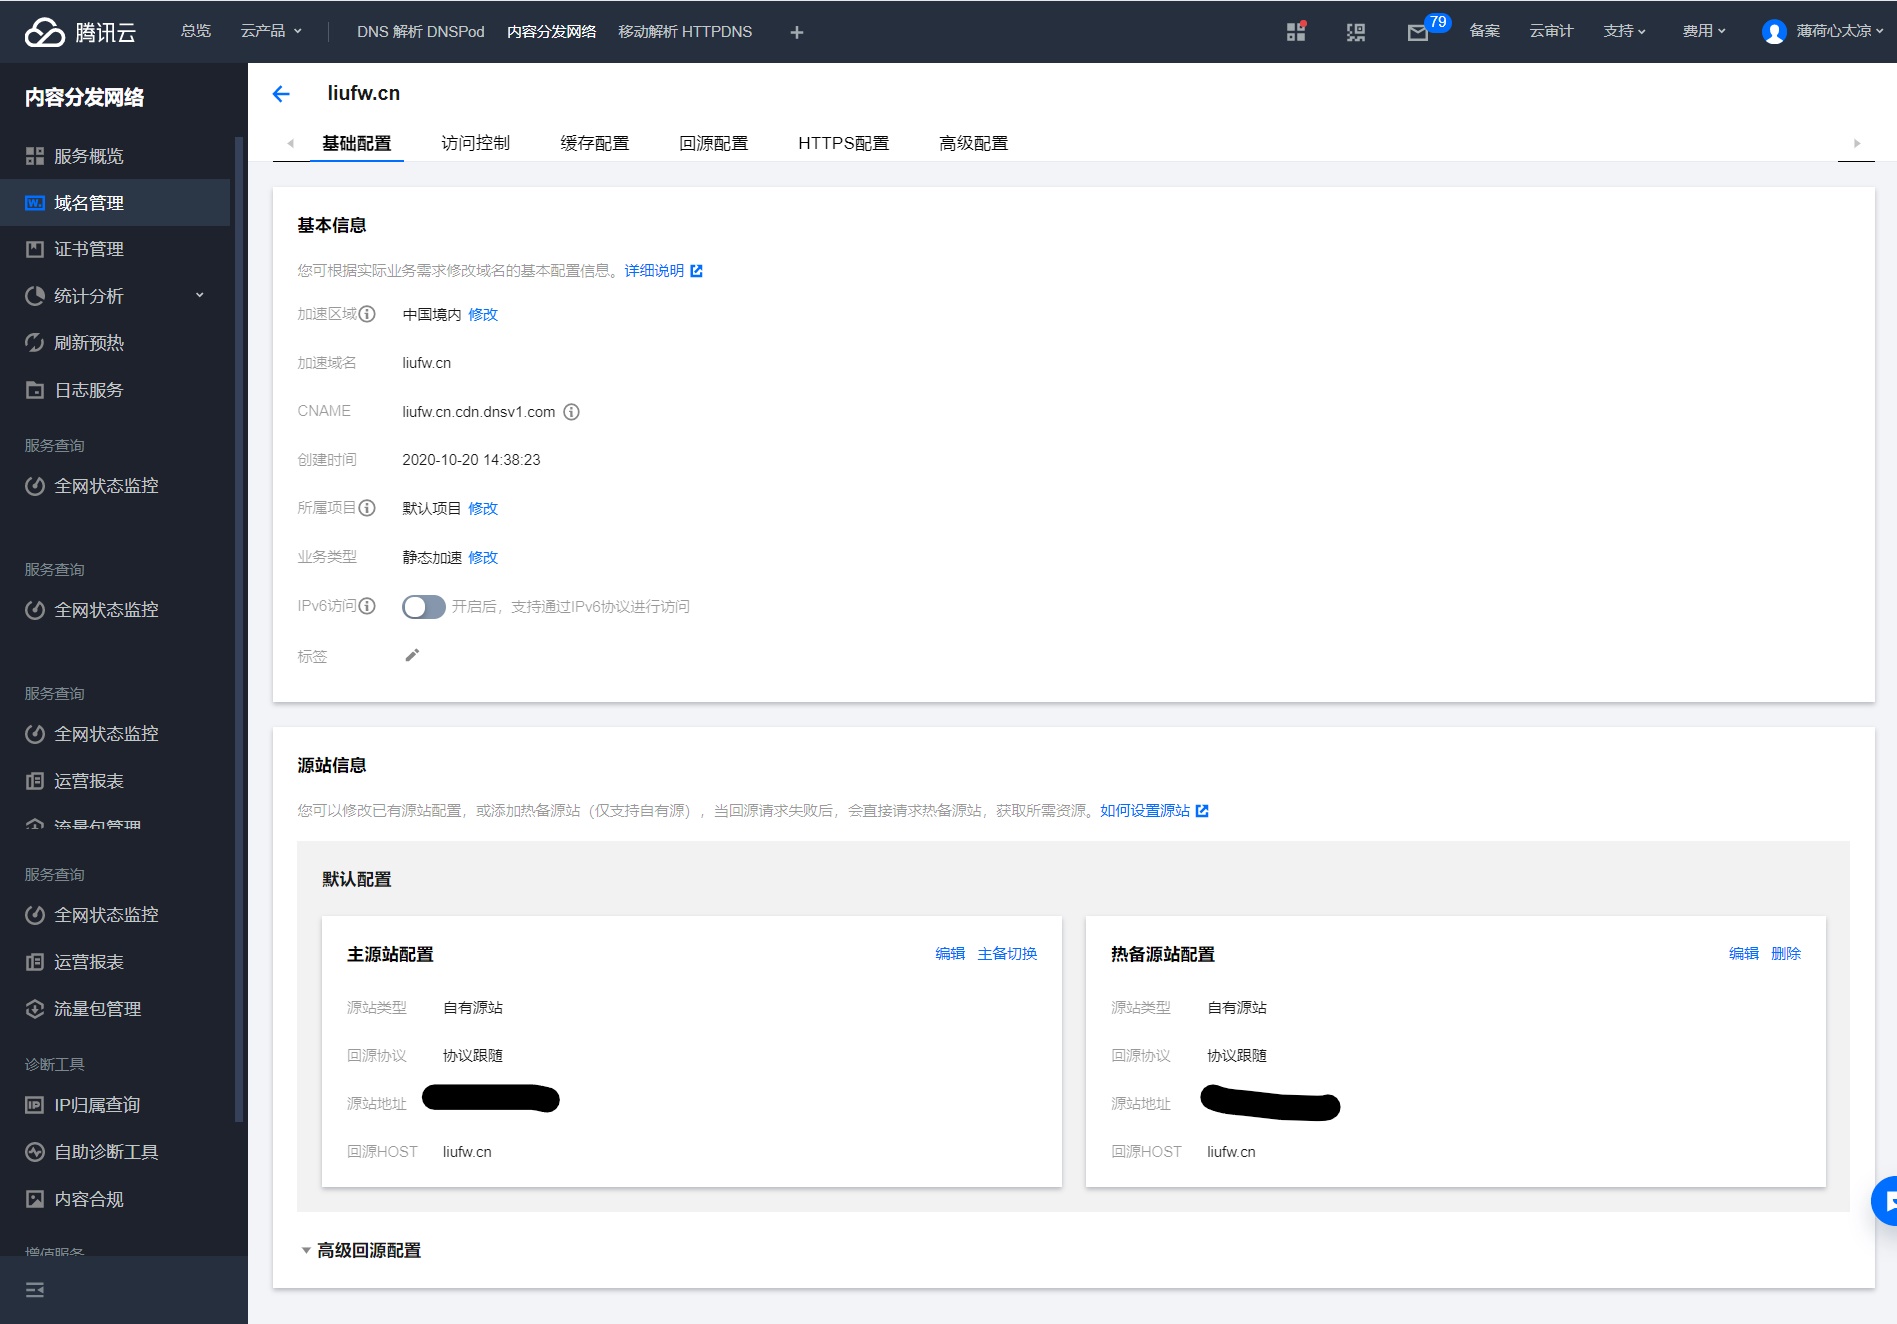 腾讯云 总览 云产品 DNS 解析 DNSPod 内容分发网络 移动解析 HTTPDNS 79 备案 云审计 支持 费用 薄荷心太凉
内容分发网络
服务概览
域名管理
证书管理
统计分析
刷新预热
日志服务
服务查询
全网状态监控
服务查询
全网状态监控
服务查询
全网状态监控
运营报表
流量包管理
服务查询
全网状态监控
运营报表
流量包管理
诊断工具
IP归属查询
自助诊断工具
内容合规
增值服务
liufw.cn
基础配置 访问控制 缓存配置 回源配置 HTTPS配置 高级配置
基本信息
您可根据实际业务需求修改域名的基本配置信息。详细说明
加速区域 中国境内 修改
加速域名 liufw.cn
CNAME liufw.cn.cdn.dnsv1.com
创建时间 2020-10-20 14:38:23
所属项目 默认项目 修改
业务类型 静态加速 修改
IPv6访问 开启后，支持通过IPv6协议进行访问
标签
源站信息
您可以修改已有源站配置，或添加热备源站（仅支持自有源），当回源请求失败后，会直接请求热备源站，获取所需资源。如何设置源站
默认配置
主源站配置 编辑 主备切换
源站类型 自有源站
回源协议 协议跟随
源站地址
回源HOST liufw.cn
热备源站配置 编辑 删除
源站类型 自有源站
回源协议 协议跟随
源站地址
回源HOST liufw.cn
高级回源配置